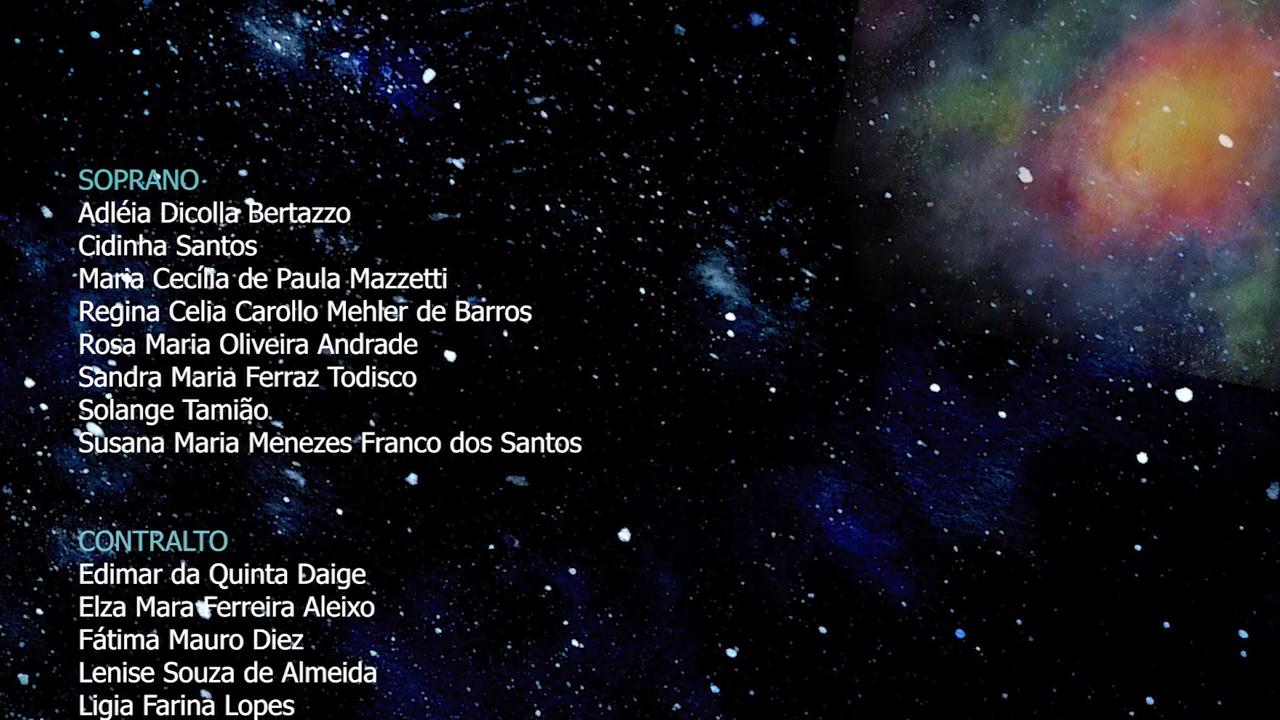 SOPRANO
Adléia Dicolla Bertazzo
Cidinha Santos
Maria Cecília de Paula Mazzetti
Regina Celia Carollo Mehler de Barros
Rosa Maria Oliveira Andrade
Sandra Maria Ferraz Todisco
Solange Tamião
Susana Maria Menezes Franco dos Santos
CONTRALTO
Edimar da Quinta Daige
Elza Mara Ferreira Aleixo
Fátima Mauro Diez
Lenise Souza de Almeida
Ligia Farina Lopes